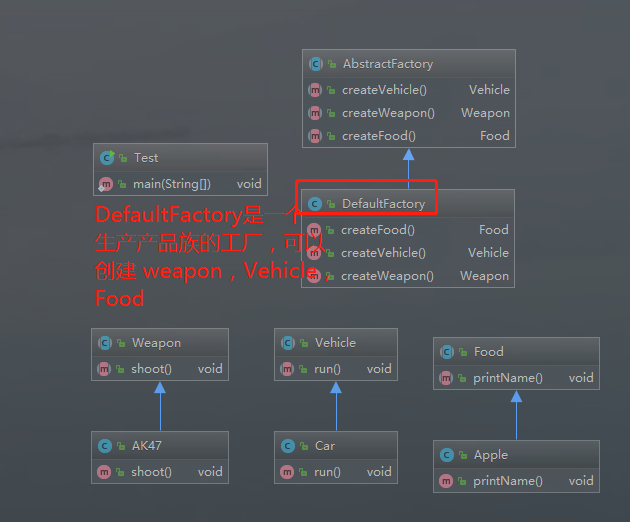 AbstractFactory
createVehicle() Vehicle
createWeapon() Weapon
createFood() Food
Test
main(String[]) void
DefaultFactory
createFood() Food
createVehicle() Vehicle
createWeapon() Weapon
DefaultFactory是一个
生产产品族的工厂，可以
创建 weapon，Vehicle，
Food
Weapon
shoot() void
Vehicle
run() void
Food
printName() void
AK47
shoot() void
Car
run() void
Apple
printName() void